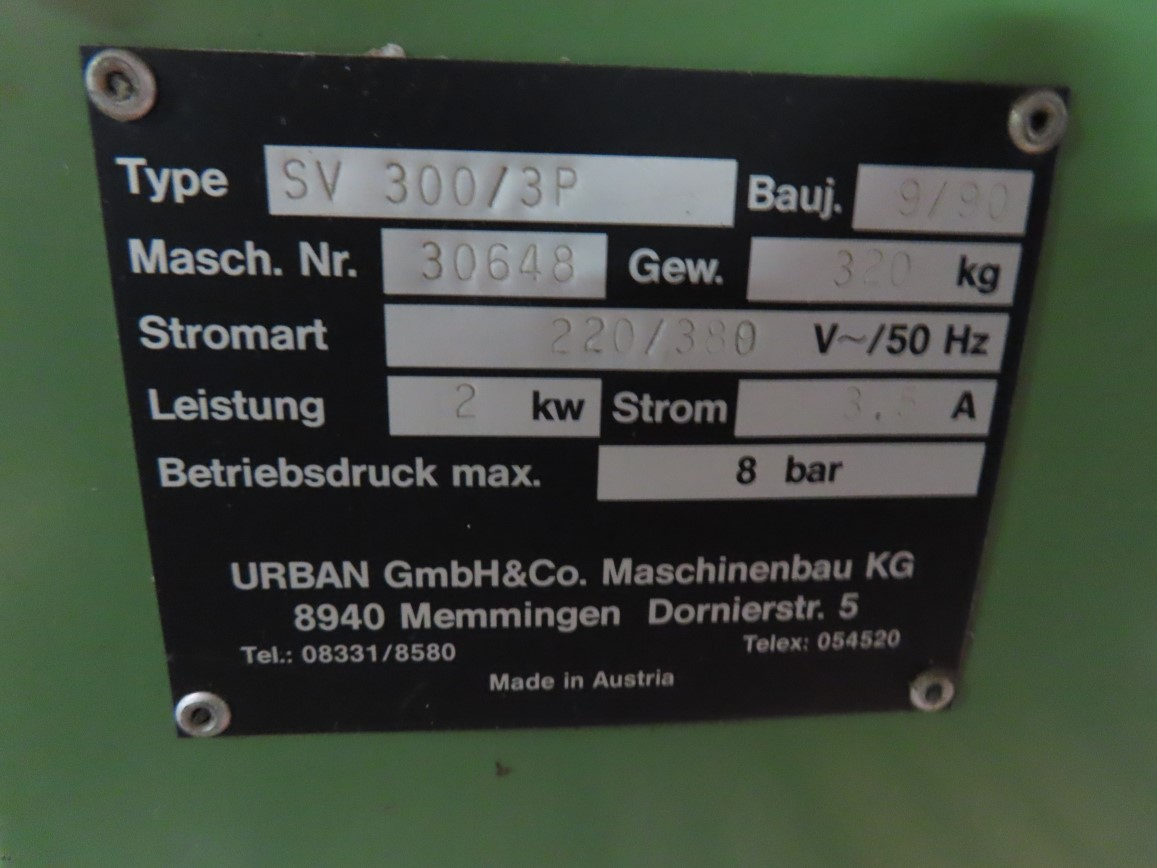 Type SV 300/3P Bauj. 9/90
Masch. Nr. 30648 Gew. 320 kg
Stromart 220/380 V~/50 Hz
Leistung 2 kw Strom 3.5 A
Betriebsdruck max. 8 bar
URBAN GmbH&Co. Maschinenbau KG
8940 Memmingen Dornierstr. 5
Tel.: 08331/8580 Telex: 054520
Made in Austria